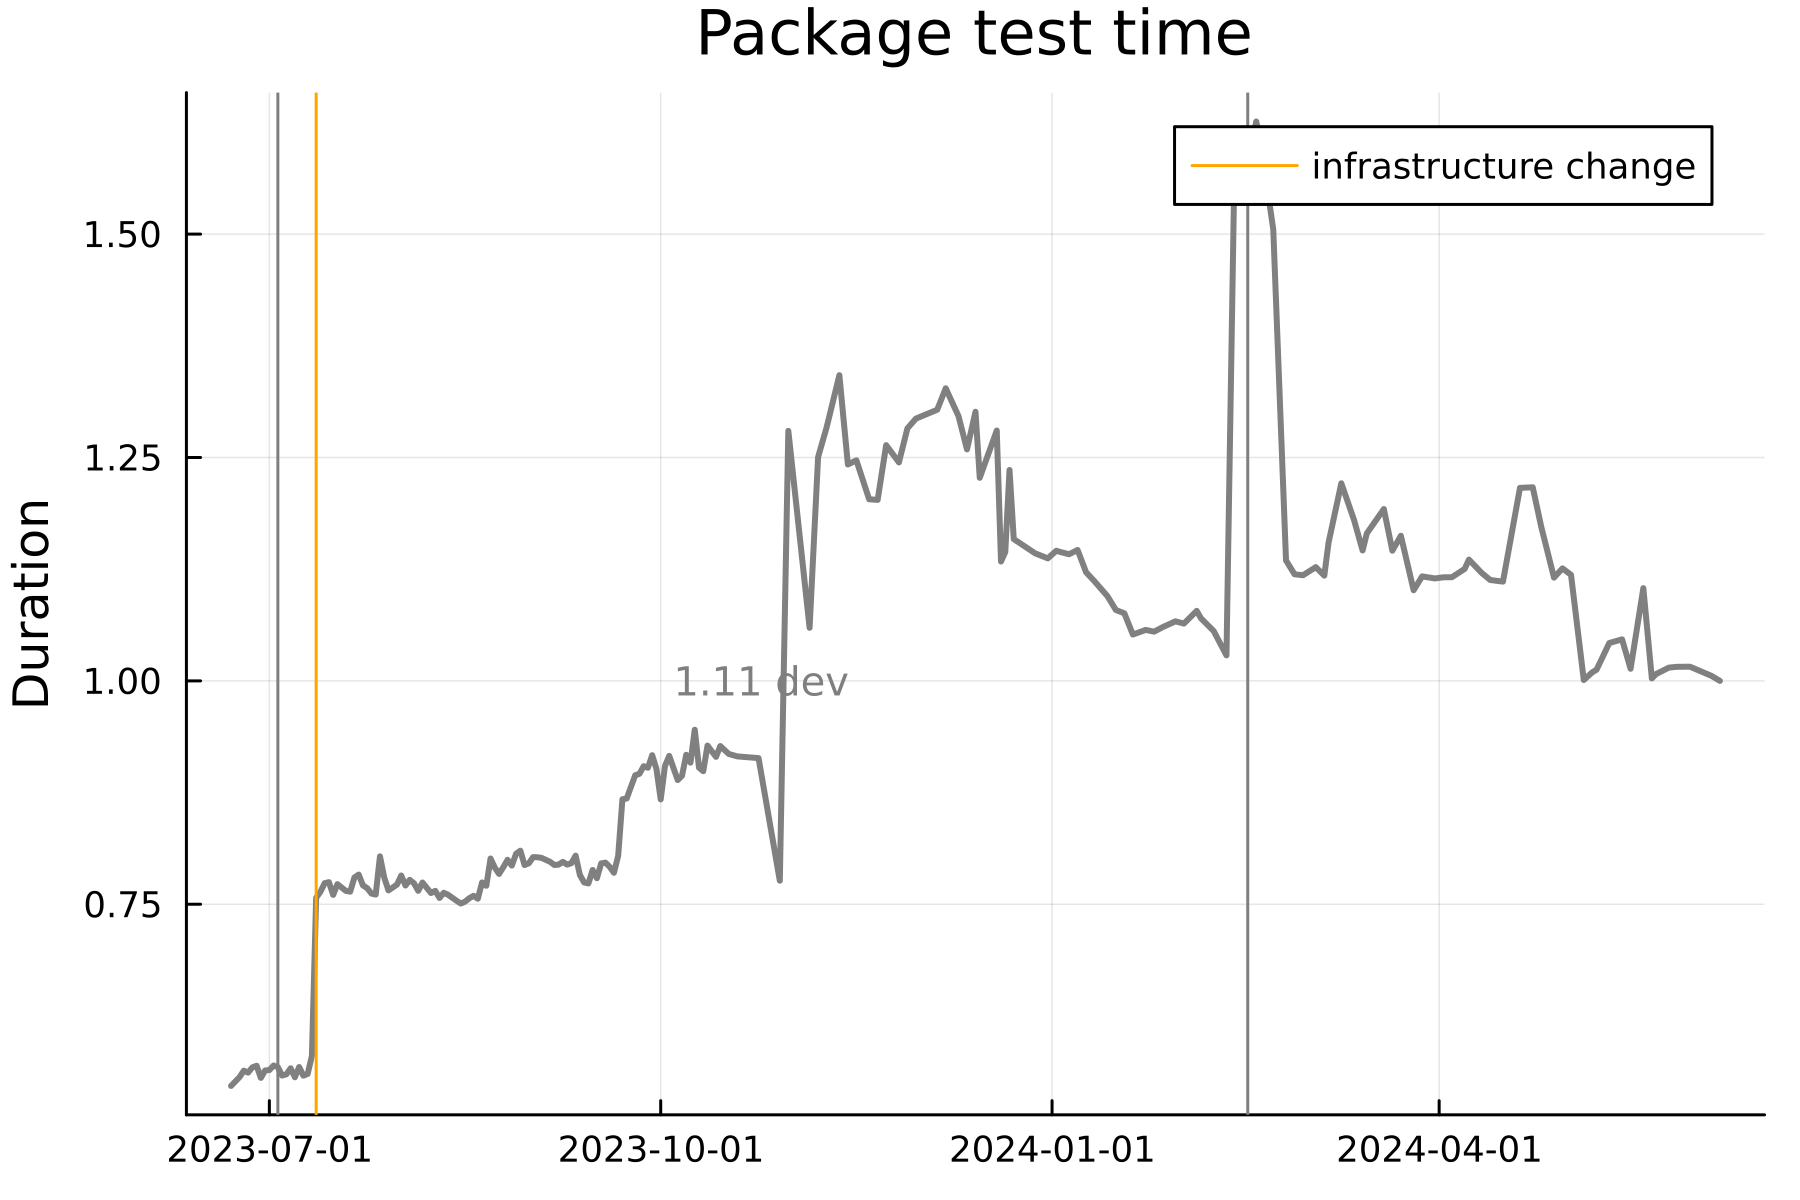 Package test time
infrastructure change
1.50
1.25
1.00
0.75
Duration
1.11 dev
2023-07-01
2023-10-01
2024-01-01
2024-04-01